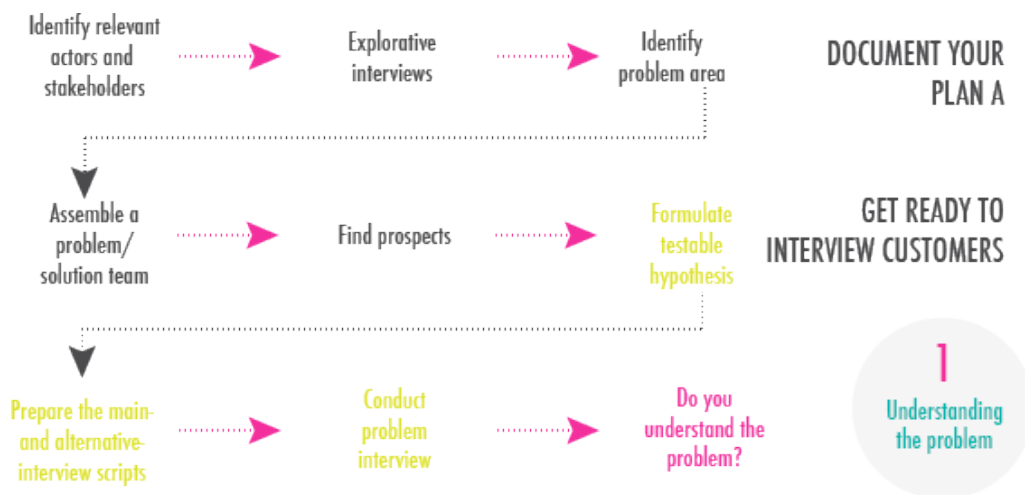 Identify relevant
actors and
stakeholders
Explorative
interviews
Identify
problem area
DOCUMENT YOUR
PLAN A
Assemble a
problem/
solution team
Find prospects
Formulate
testable
hypothesis
GET READY TO
INTERVIEW CUSTOMERS
Prepare the main-
and alternative-
interview scripts
Conduct
problem
interview
Do you
understand the
problem?
1
Understanding
the problem